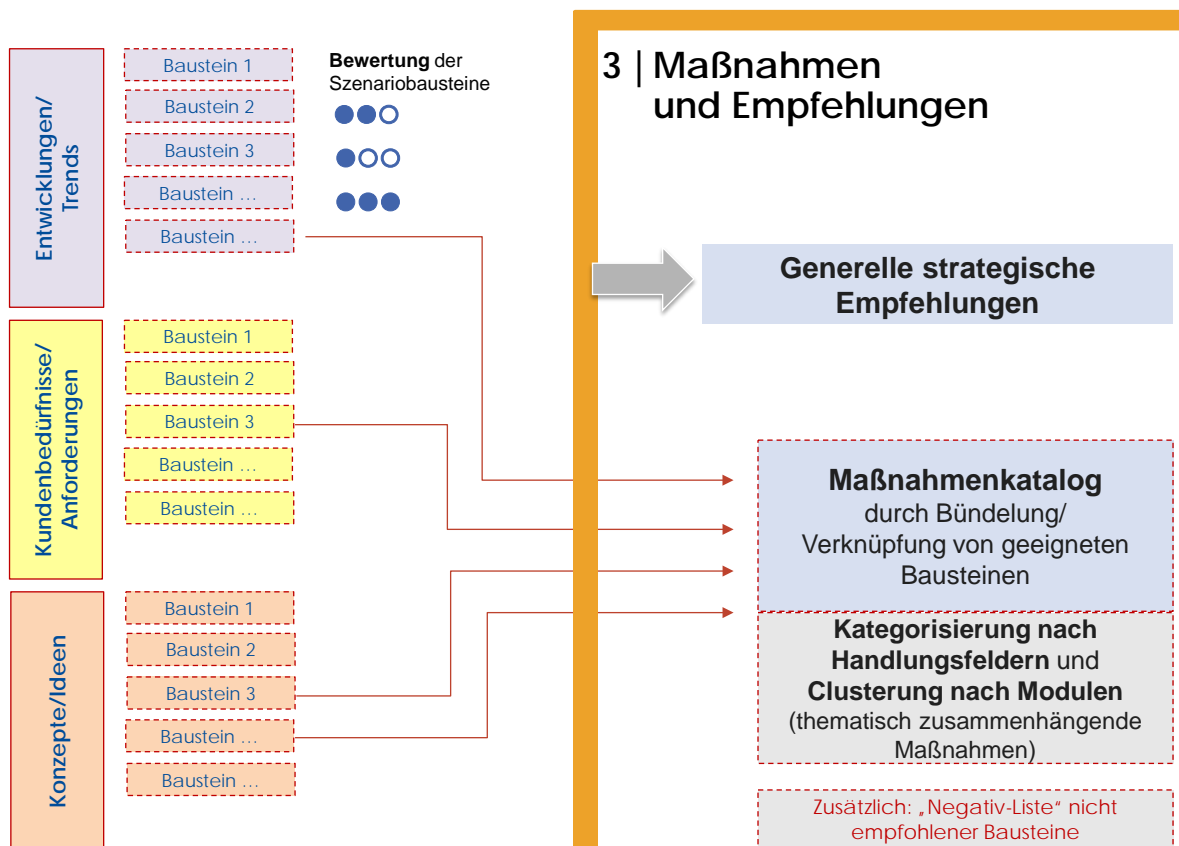 Entwicklungen/
Trends
Baustein 1
Baustein 2
Baustein 3
Baustein …
Baustein …
Bewertung der
Szenariobausteine
Kundenbedürfnisse/
Anforderungen
Baustein 1
Baustein 2
Baustein 3
Baustein …
Baustein …
Konzepte/Ideen
Baustein 1
Baustein 2
Baustein 3
Baustein …
Baustein …
3 | Maßnahmen
und Empfehlungen
Generelle strategische
Empfehlungen
Maßnahmenkatalog
durch Bündelung/
Verknüpfung von geeigneten
Bausteinen
Kategorisierung nach
Handlungsfeldern und
Clusterung nach Modulen
(thematisch zusammenhängende
Maßnahmen)
Zusätzlich: „Negativ-Liste“ nicht
empfohlener Bausteine